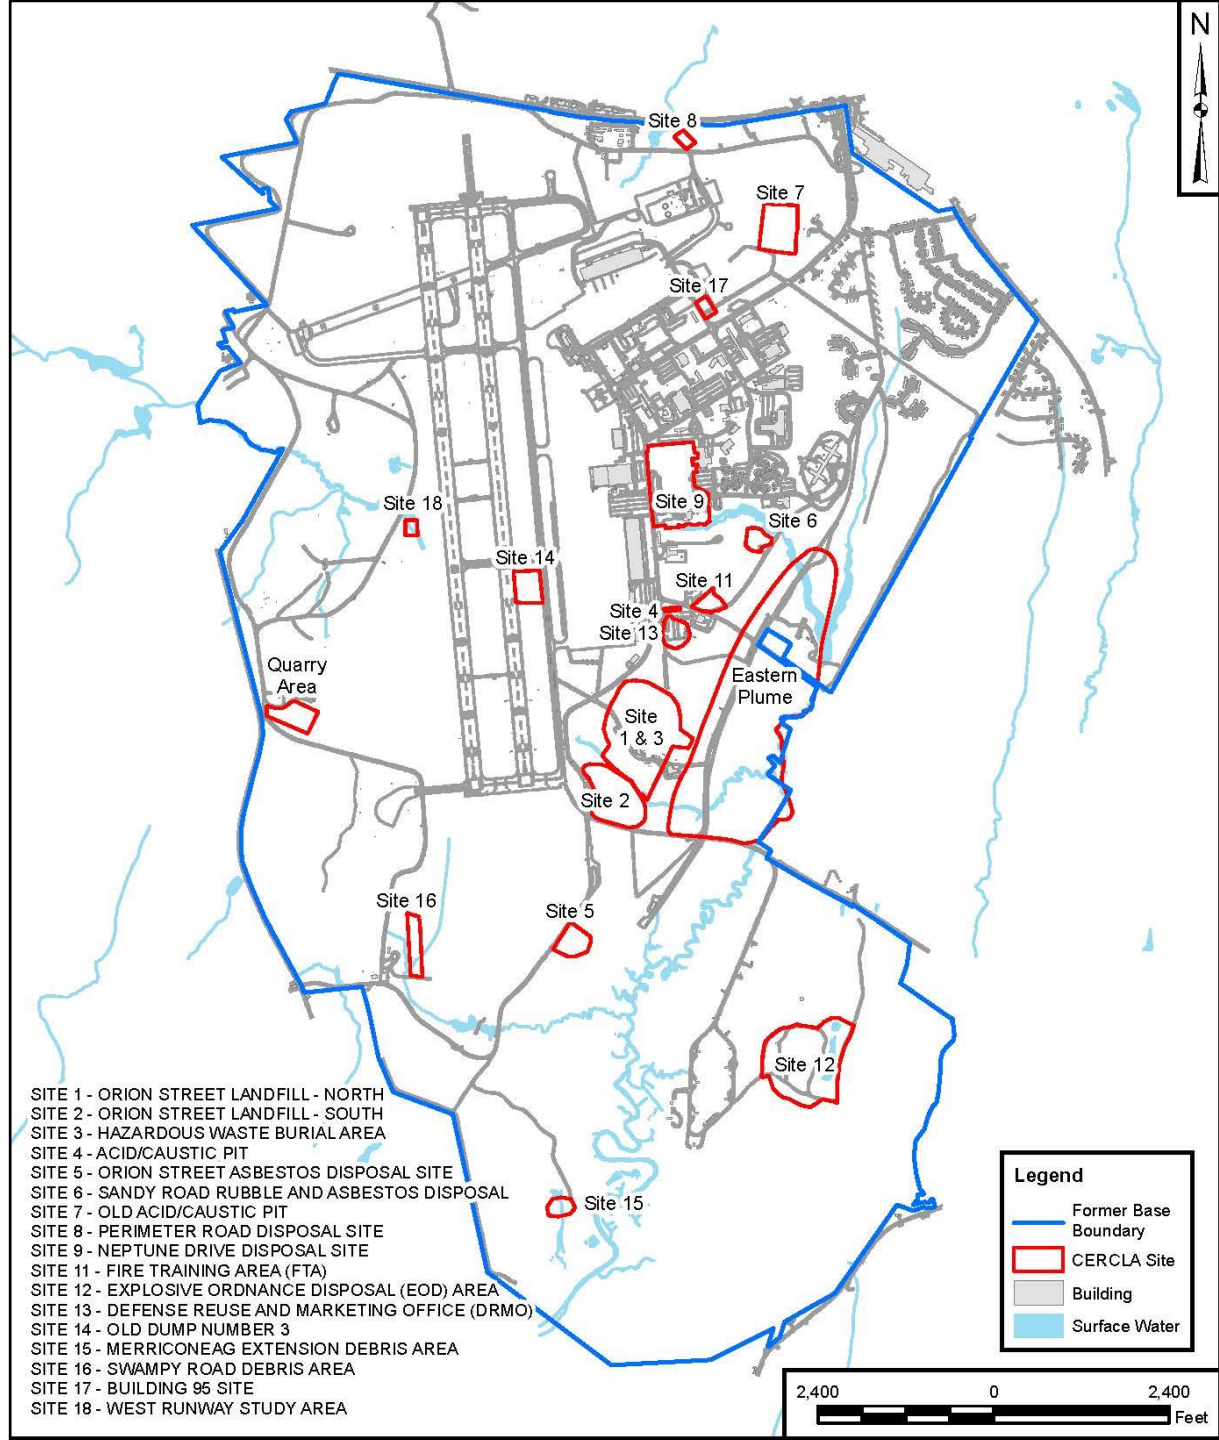 N
Site 8
Site 7
Site 17
Site 9
Site 18
Site 6
Site 14
Site 11
Site 4
Site 13
Quarry
Area
Eastern
Plume
Site
1 & 3
Site 2
Site 16
Site 5
Site 12
Site 15
SITE 1 - ORION STREET LANDFILL - NORTH
SITE 2 - ORION STREET LANDFILL - SOUTH
SITE 3 - HAZARDOUS WASTE BURIAL AREA
SITE 4 - ACID/CAUSTIC PIT
SITE 5 - ORION STREET ASBESTOS DISPOSAL SITE
SITE 6 - SANDY ROAD RUBBLE AND ASBESTOS DISPOSAL
SITE 7 - OLD ACID/CAUSTIC PIT
SITE 8 - PERIMETER ROAD DISPOSAL SITE
SITE 9 - NEPTUNE DRIVE DISPOSAL SITE
SITE 11 - FIRE TRAINING AREA (FTA)
SITE 12 - EXPLOSIVE ORDNANCE DISPOSAL (EOD) AREA
SITE 13 - DEFENSE REUSE AND MARKETING OFFICE (DRMO)
SITE 14 - OLD DUMP NUMBER 3
SITE 15 - MERRICONEAG EXTENSION DEBRIS AREA
SITE 16 - SWAMPY ROAD DEBRIS AREA
SITE 17 - BUILDING 95 SITE
SITE 18 - WEST RUNWAY STUDY AREA
Legend
Former Base
Boundary
CERCLA Site
Building
Surface Water
2,400 0 2,400
Feet